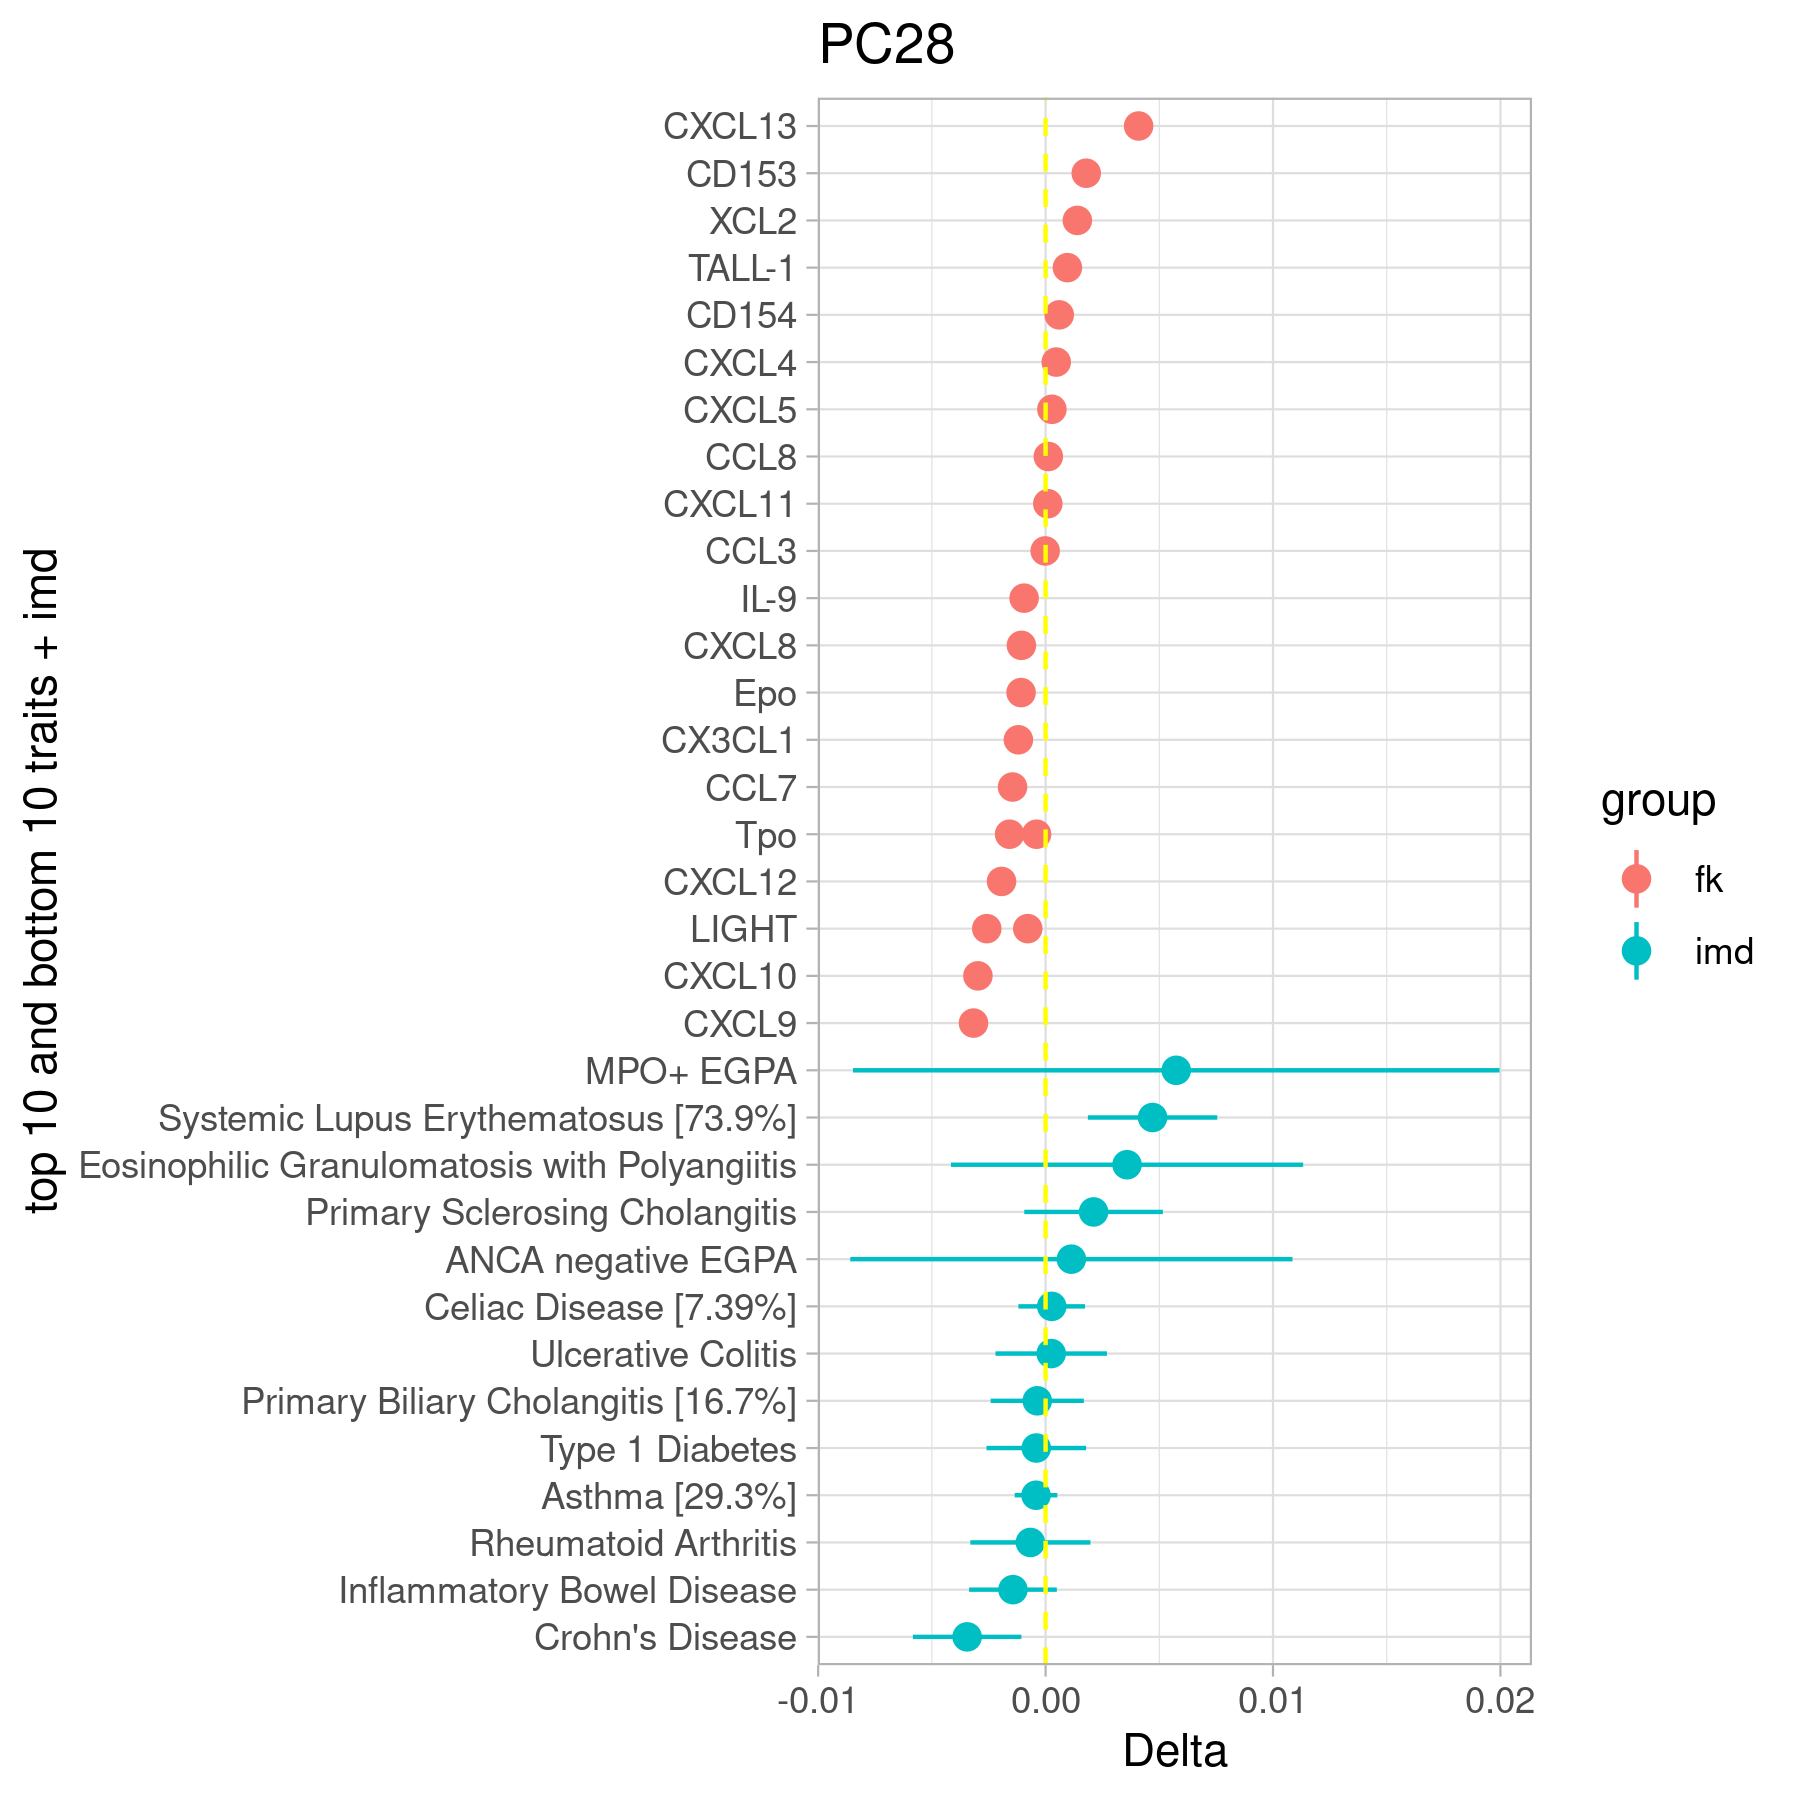 PC28
top 10 and bottom 10 traits + imd
CXCL13
CD153
XCL2
TALL-1
CD154
CXCL4
CXCL5
CCL8
CXCL11
CCL3
IL-9
CXCL8
Epo
CX3CL1
CCL7
Tpo
CXCL12
LIGHT
CXCL10
CXCL9
MPO+ EGPA
Systemic Lupus Erythematosus [73.9%]
Eosinophilic Granulomatosis with Polyangiitis
Primary Sclerosing Cholangitis
ANCA negative EGPA
Celiac Disease [7.39%]
Ulcerative Colitis
Primary Biliary Cholangitis [16.7%]
Type 1 Diabetes
Asthma [29.3%]
Rheumatoid Arthritis
Inflammatory Bowel Disease
Crohn's Disease
-0.01 0.00 0.01 0.02
Delta
group
fk
imd